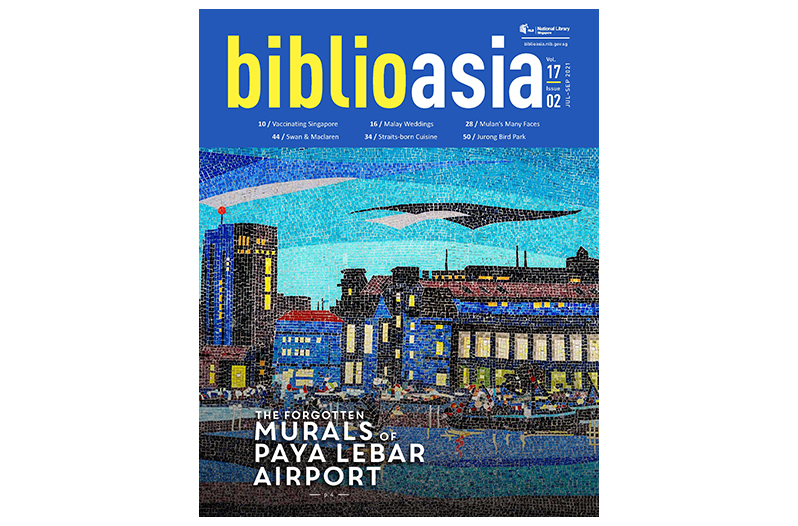 National Library
Singapore
biblioasia.nlb.gov.sg
biblioasia
Vol.
17
Issue
02
JUL–SEP 2021
10 / Vaccinating Singapore
16 / Malay Weddings
28 / Mulan's Many Faces
44 / Swan & Maclaren
34 / Straits-born Cuisine
50 / Jurong Bird Park
THE FORGOTTEN
MURALS OF
PAYA LEBAR
AIRPORT
p. 4